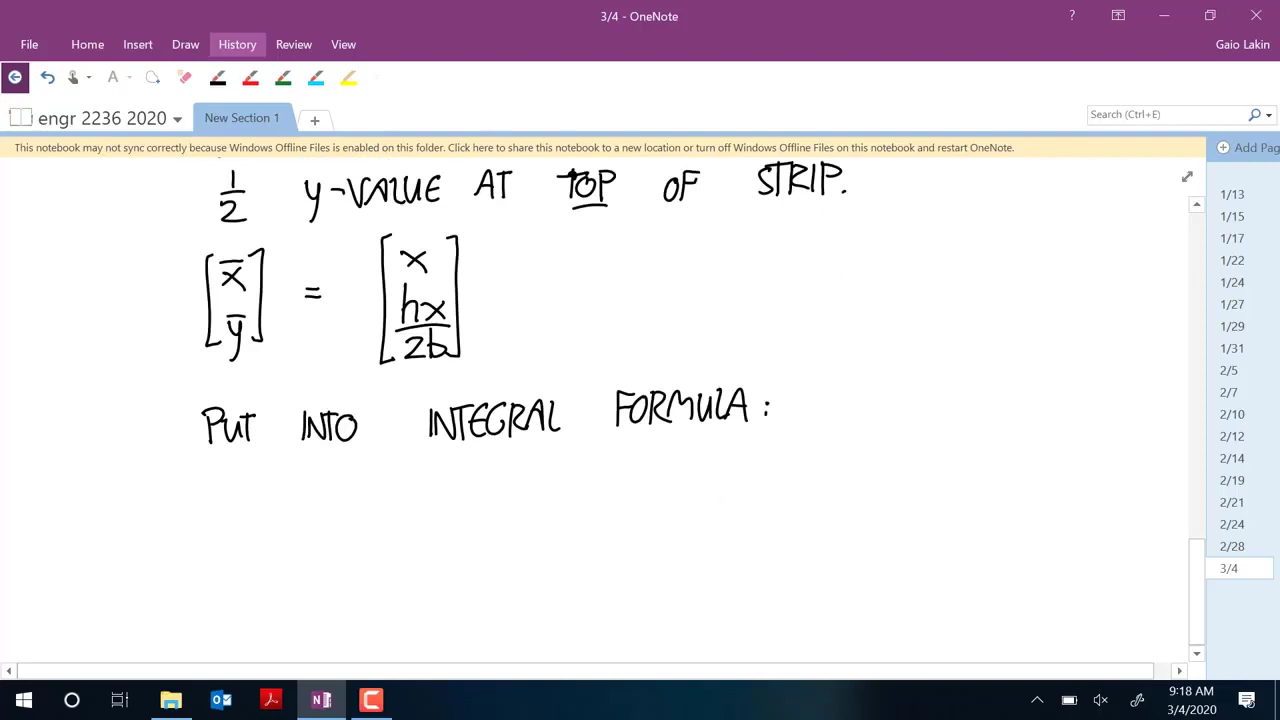 3/4 - OneNote
?
File Home Insert Draw History Review View
Gaio Lakin
A
engr 2236 2020
New Section 1
+
Search (Ctrl+E)
This notebook may not sync correctly because Windows Offline Files is enabled on this folder. Click here to share this notebook to a new location or turn off Windows Offline Files on this notebook and restart OneNote.
Add Pag
1/2 y-VALUE AT TOP OF STRIP.
[x̄ ȳ] = [x hx/2b]
PUT INTO INTEGRAL FORMULA:
1/13
1/15
1/17
1/22
1/24
1/27
1/29
1/31
2/5
2/7
2/10
2/12
2/14
2/19
2/21
2/24
2/28
3/4
9:18 AM
3/4/2020